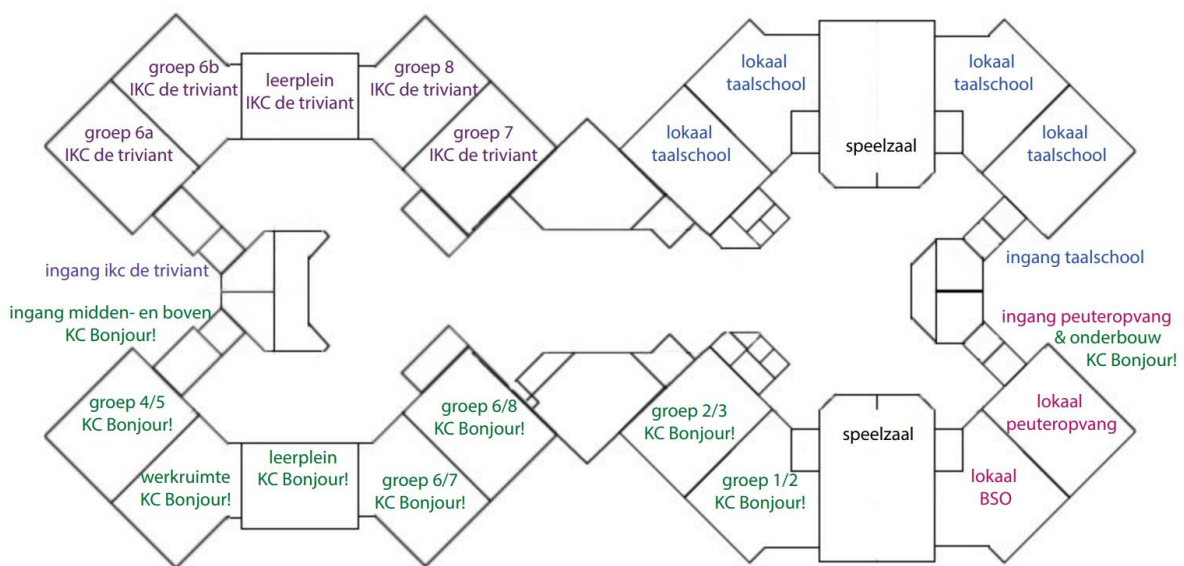 groep 6b
IKC de triviant
leerplein
IKC de triviant
groep 8
IKC de triviant
groep 6a
IKC de triviant
groep 7
IKC de triviant
lokaal
taalschool
lokaal
taalschool
lokaal
taalschool
lokaal
taalschool
speelzaal
ingang ikc de triviant
ingang midden- en boven
KC Bonjour!
ingang taalschool
ingang peuteropvang
& onderbouw
KC Bonjour!
groep 4/5
KC Bonjour!
werkruimte
KC Bonjour!
leerplein
KC Bonjour!
groep 6/8
KC Bonjour!
groep 6/7
KC Bonjour!
groep 2/3
KC Bonjour!
groep 1/2
KC Bonjour!
speelzaal
lokaal
peuteropvang
lokaal
BSO